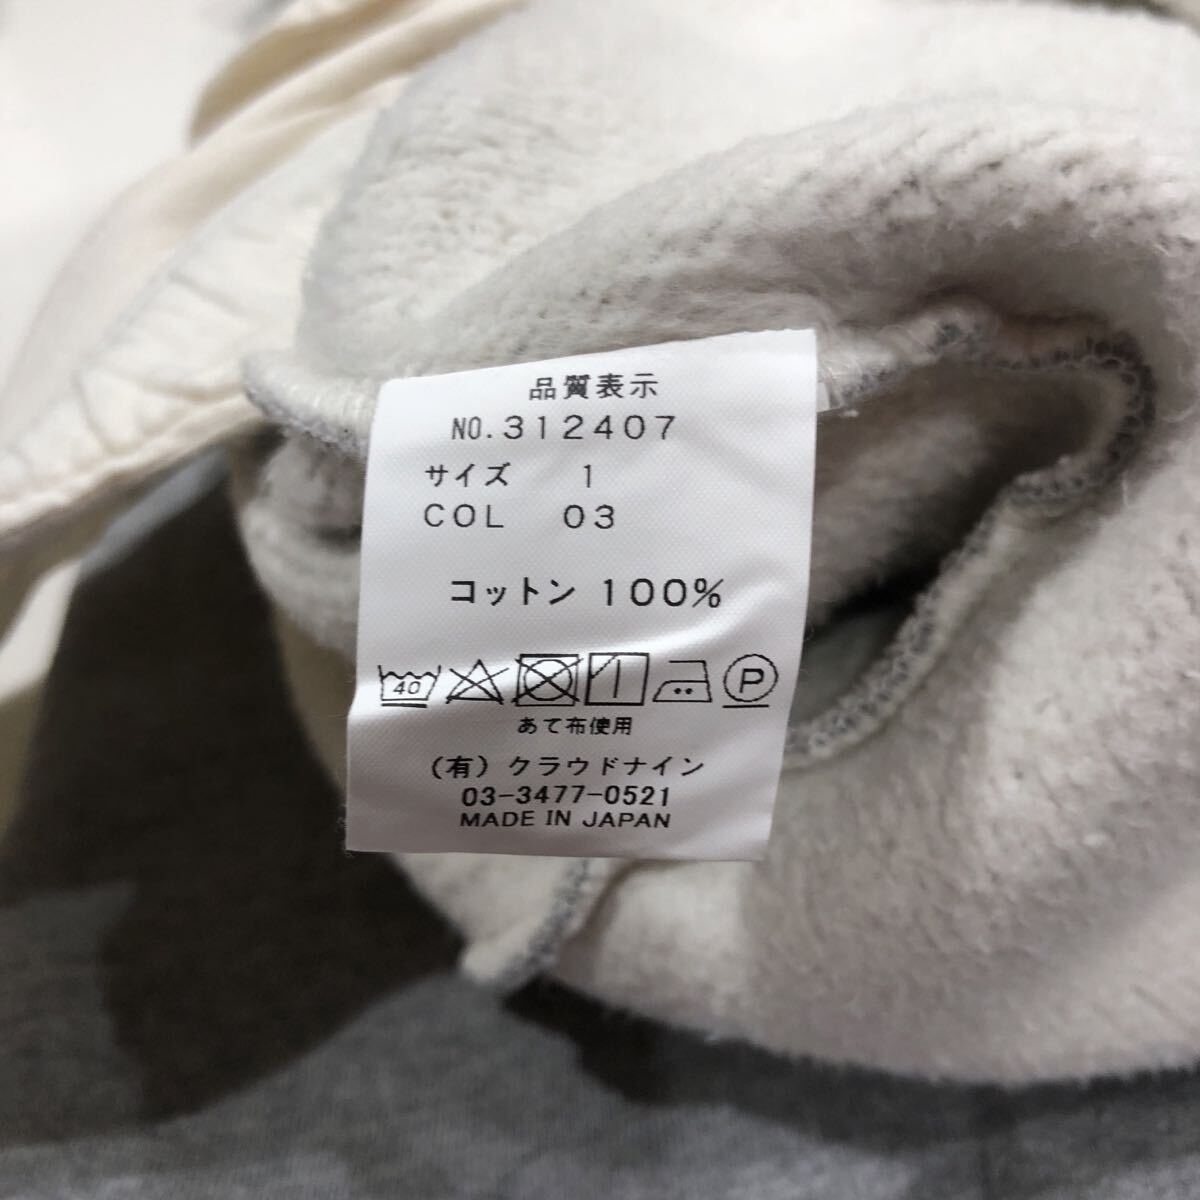 品質表示
NO.312407
サイズ 1
COL 03
コットン 100%
40 P
あて布使用
(有) クラウドナイン
03-3477-0521
MADE IN JAPAN